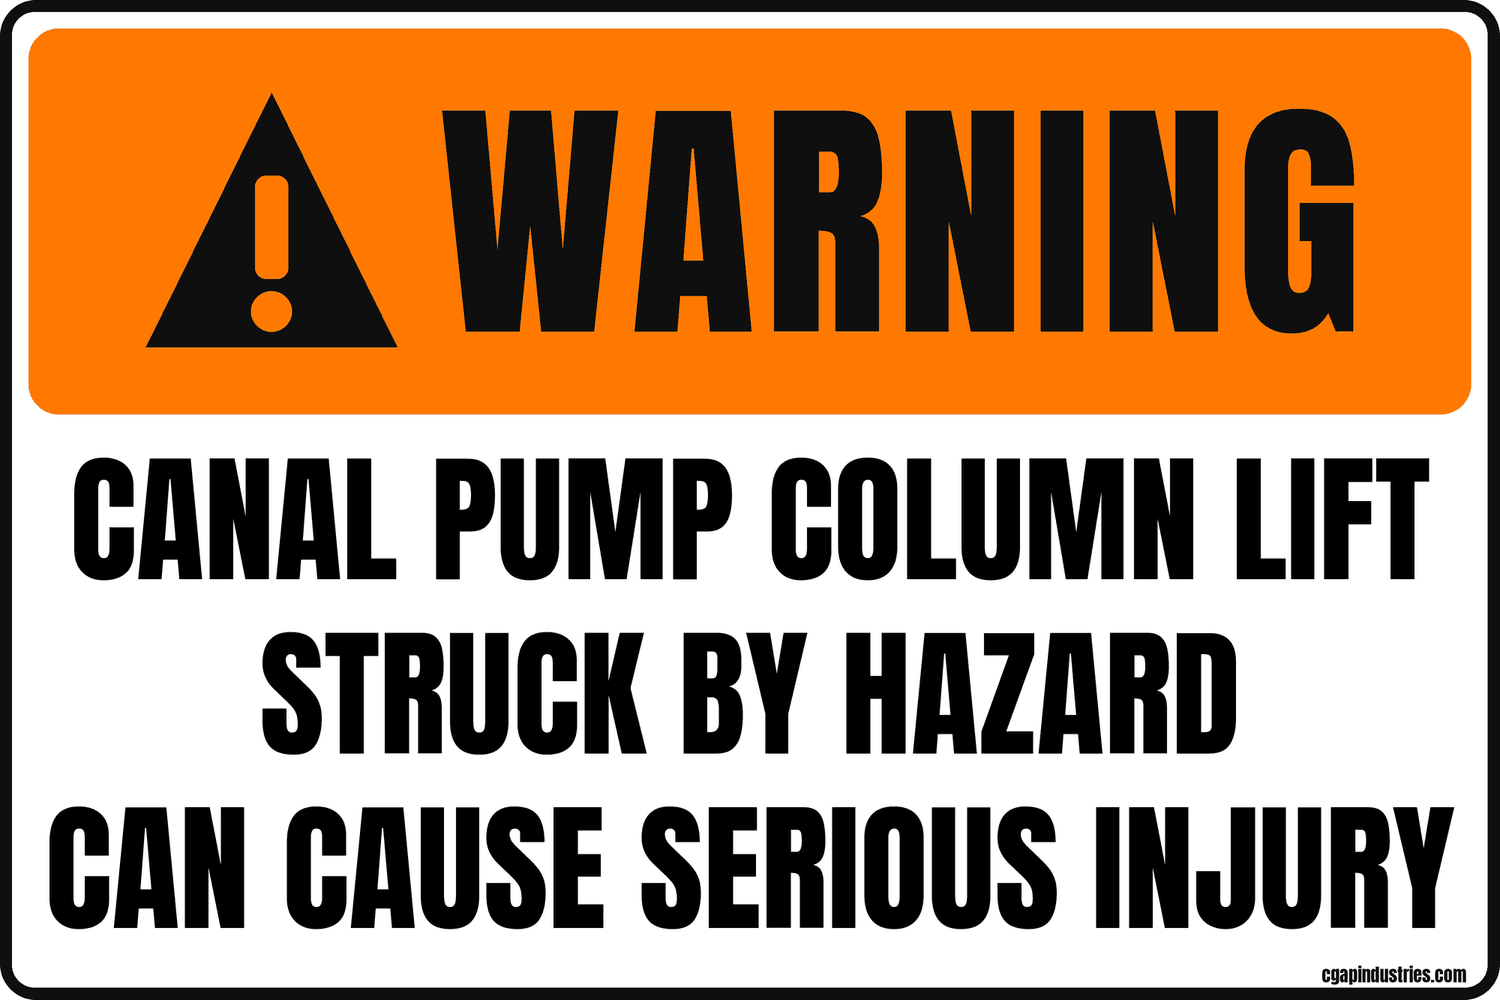 WARNING
CANAL PUMP COLUMN LIFT
STRUCK BY HAZARD
CAN CAUSE SERIOUS INJURY
cgapindustries.com